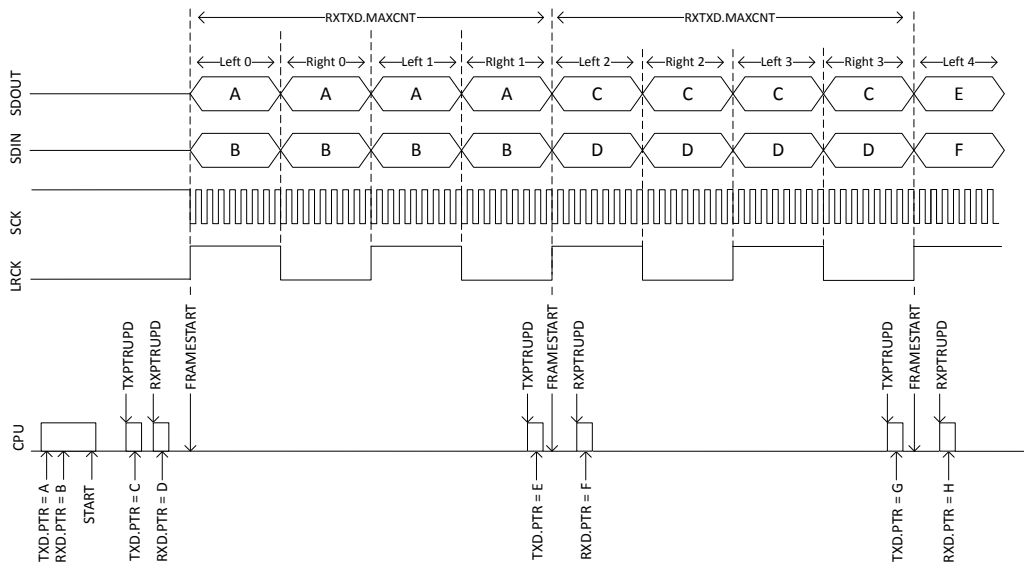 RXTXD.MAXCNT RXTXD.MAXCNT
Left 0 Right 0 Left 1 RIght 1 Left 2 Right 2 Left 3 Right 3 Left 4
SDOUT A A A A C C C C E
SDIN B B B B D D D D F
SCK
LRCK
TXPTRUPD RXPTRUPD FRAMESTART TXPTRUPD FRAMESTART RXPTRUPD TXPTRUPD FRAMESTART RXPTRUPD
CPU
TXD.PTR = A RXD.PTR = B START TXD.PTR = C RXD.PTR = D TXD.PTR = E RXD.PTR = F TXD.PTR = G RXD.PTR = H